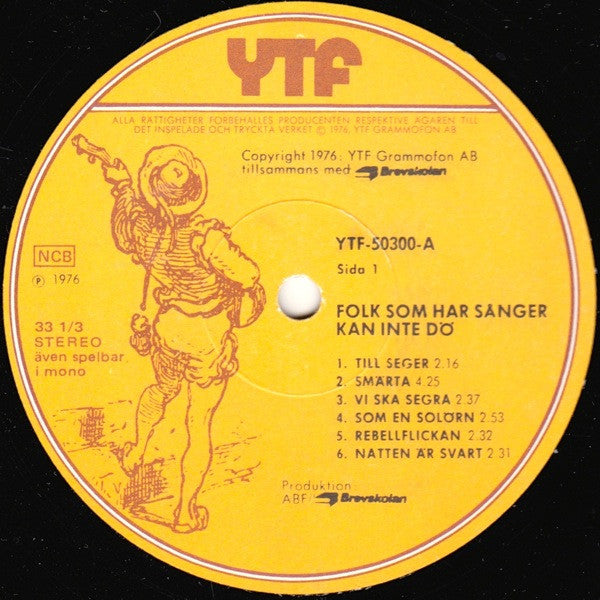 YTF
ALLA RÄTTIGHETER FÖRBEHÅLLES PRODUCENTEN RESPEKTIVE ÄGAREN TILL
DET INSPELADE OCH TRYCKTA VERKET © 1976, YTF GRAMMOFON AB
Copyright 1976: YTF Grammofon AB
tillsammans med Brevskolan
YTF-50300-A
Sida 1
NCB
℗ 1976
33 1/3
STEREO
även spelbar
i mono
FOLK SOM HAR SÅNGER
KAN INTE DÖ
1. TILL SEGER 2.16
2. SMÄRTA 4.25
3. VI SKA SEGRA 2.37
4. SOM EN SOLÖRN 2.53
5. REBELLFLICKAN 2.32
6. NATTEN ÄR SVART 2.31
Produktion:
ABF: Brevskolan